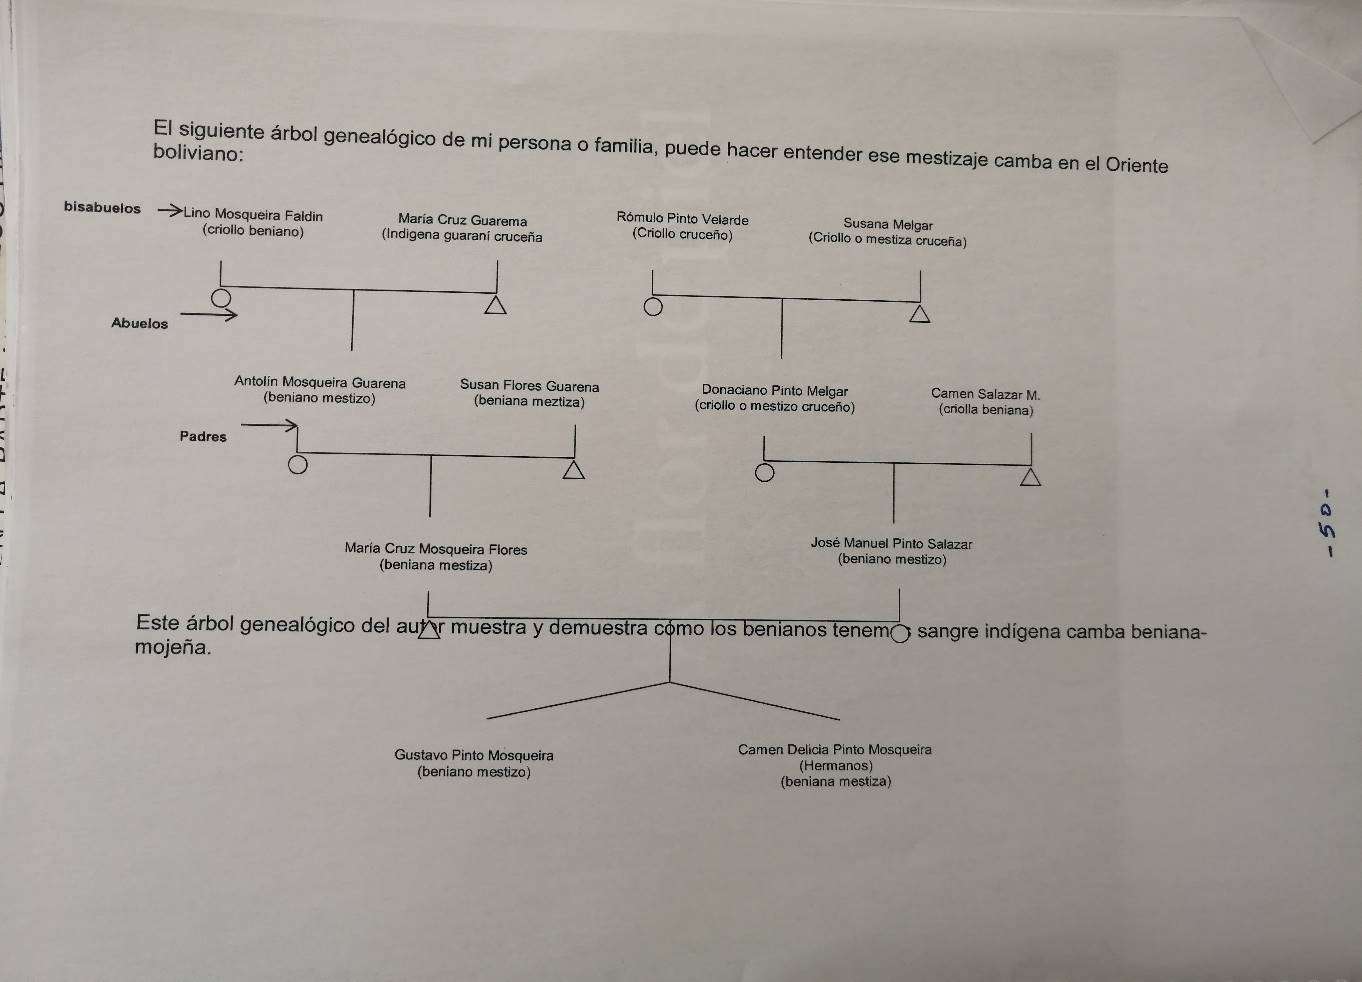 El siguiente árbol genealógico de mi persona o familia, puede hacer entender ese mestizaje camba en el Oriente
boliviano:
bisabuelos
Lino Mosqueira Faldin
(criollo beniano)
María Cruz Guarema
(Indigena guaraní cruceña
Rómulo Pinto Velarde
(Criollo cruceño)
Susana Melgar
(Criollo o mestiza cruceña)
Abuelos
Antolín Mosqueira Guarena
(beniano mestizo)
Susan Flores Guarena
(beniana meztiza)
Donaciano Pinto Melgar
(criollo o mestizo cruceño)
Camen Salazar M.
(criolla beniana)
Padres
María Cruz Mosqueira Flores
(beniana mestiza)
José Manuel Pinto Salazar
(beniano mestizo)
Este árbol genealógico del autor muestra y demuestra cómo los benianos tenemos sangre indígena camba beniana-
mojeña.
Gustavo Pinto Mosqueira
(beniano mestizo)
Camen Delicia Pinto Mosqueira
(Hermanos)
(beniana mestiza)
-50-